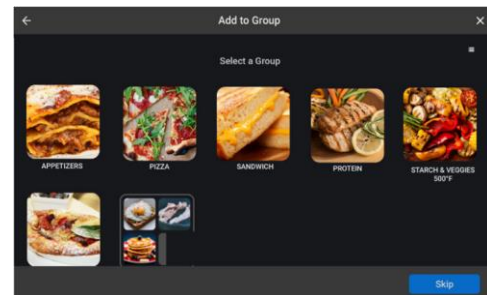 Add to Group
Select a Group
APPETIZERS
PIZZA
SANDWICH
PROTEIN
STARCH & VEGGIES
500°F
Skip